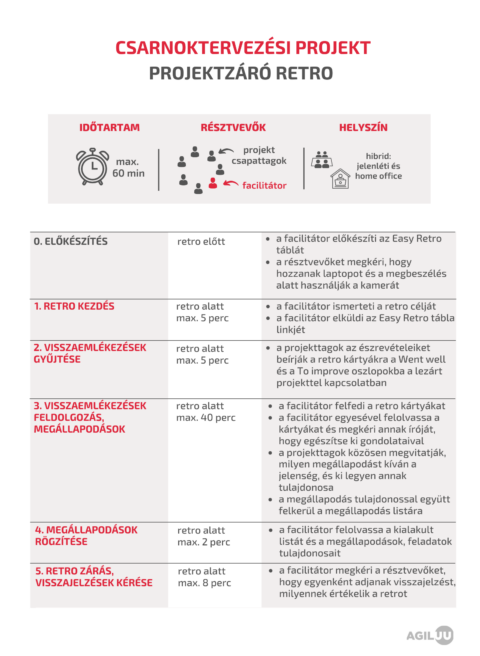 CSARNOKTERVEZÉSI PROJEKT
PROJEKTZÁRÓ RETRO
IDŐTARTAM
max.
60 min
RÉSZTVEVŐK
projekt
csapattagok
facilitátor
HELYSZÍN
hibrid:
jelenléti és
home office
0. ELŐKÉSZÍTÉS
retro előtt
• a facilitátor előkészíti az Easy Retro
táblát
• a résztvevőket megkéri, hogy
hozzanak laptopot és a megbeszélés
alatt használják a kamerát
1. RETRO KEZDÉS
retro alatt
max. 5 perc
• a facilitátor ismerteti a retro célját
• a facilitátor elküldi az Easy Retro tábla
linkjét
2. VISSZAEMLÉKEZÉSEK
GYŰJTÉSE
retro alatt
max. 5 perc
• a projekttagok az észrevételeiket
beírják a retro kártyákra a Went well
és a To improve oszlopokba a lezárt
projekttel kapcsolatban
3. VISSZAEMLÉKEZÉSEK
FELDOLGOZÁS,
MEGÁLLAPODÁSOK
retro alatt
max. 40 perc
• a facilitátor felfedi a retro kártyákat
• a facilitátor egyesével felolvassa a
kártyákat és megkéri annak íróját,
hogy egészítse ki gondolataival
• a projekttagok közösen megvitatják,
milyen megállapodást kíván a
jelenség, és ki legyen annak
tulajdonosa
• a megállapodás tulajdonossal együtt
felkerül a megállapodás listára
4. MEGÁLLAPODÁSOK
RÖGZÍTÉSE
retro alatt
max. 2 perc
• a facilitátor felolvassa a kialakult
listát és a megállapodások, feladatok
tulajdonosait
5. RETRO ZÁRÁS,
VISSZAJELZÉSEK KÉRÉSE
retro alatt
max. 8 perc
• a facilitátor megkéri a résztvevőket,
hogy egyenként adjanak visszajelzést,
milyennek értékelik a retrot
AGILJJJ